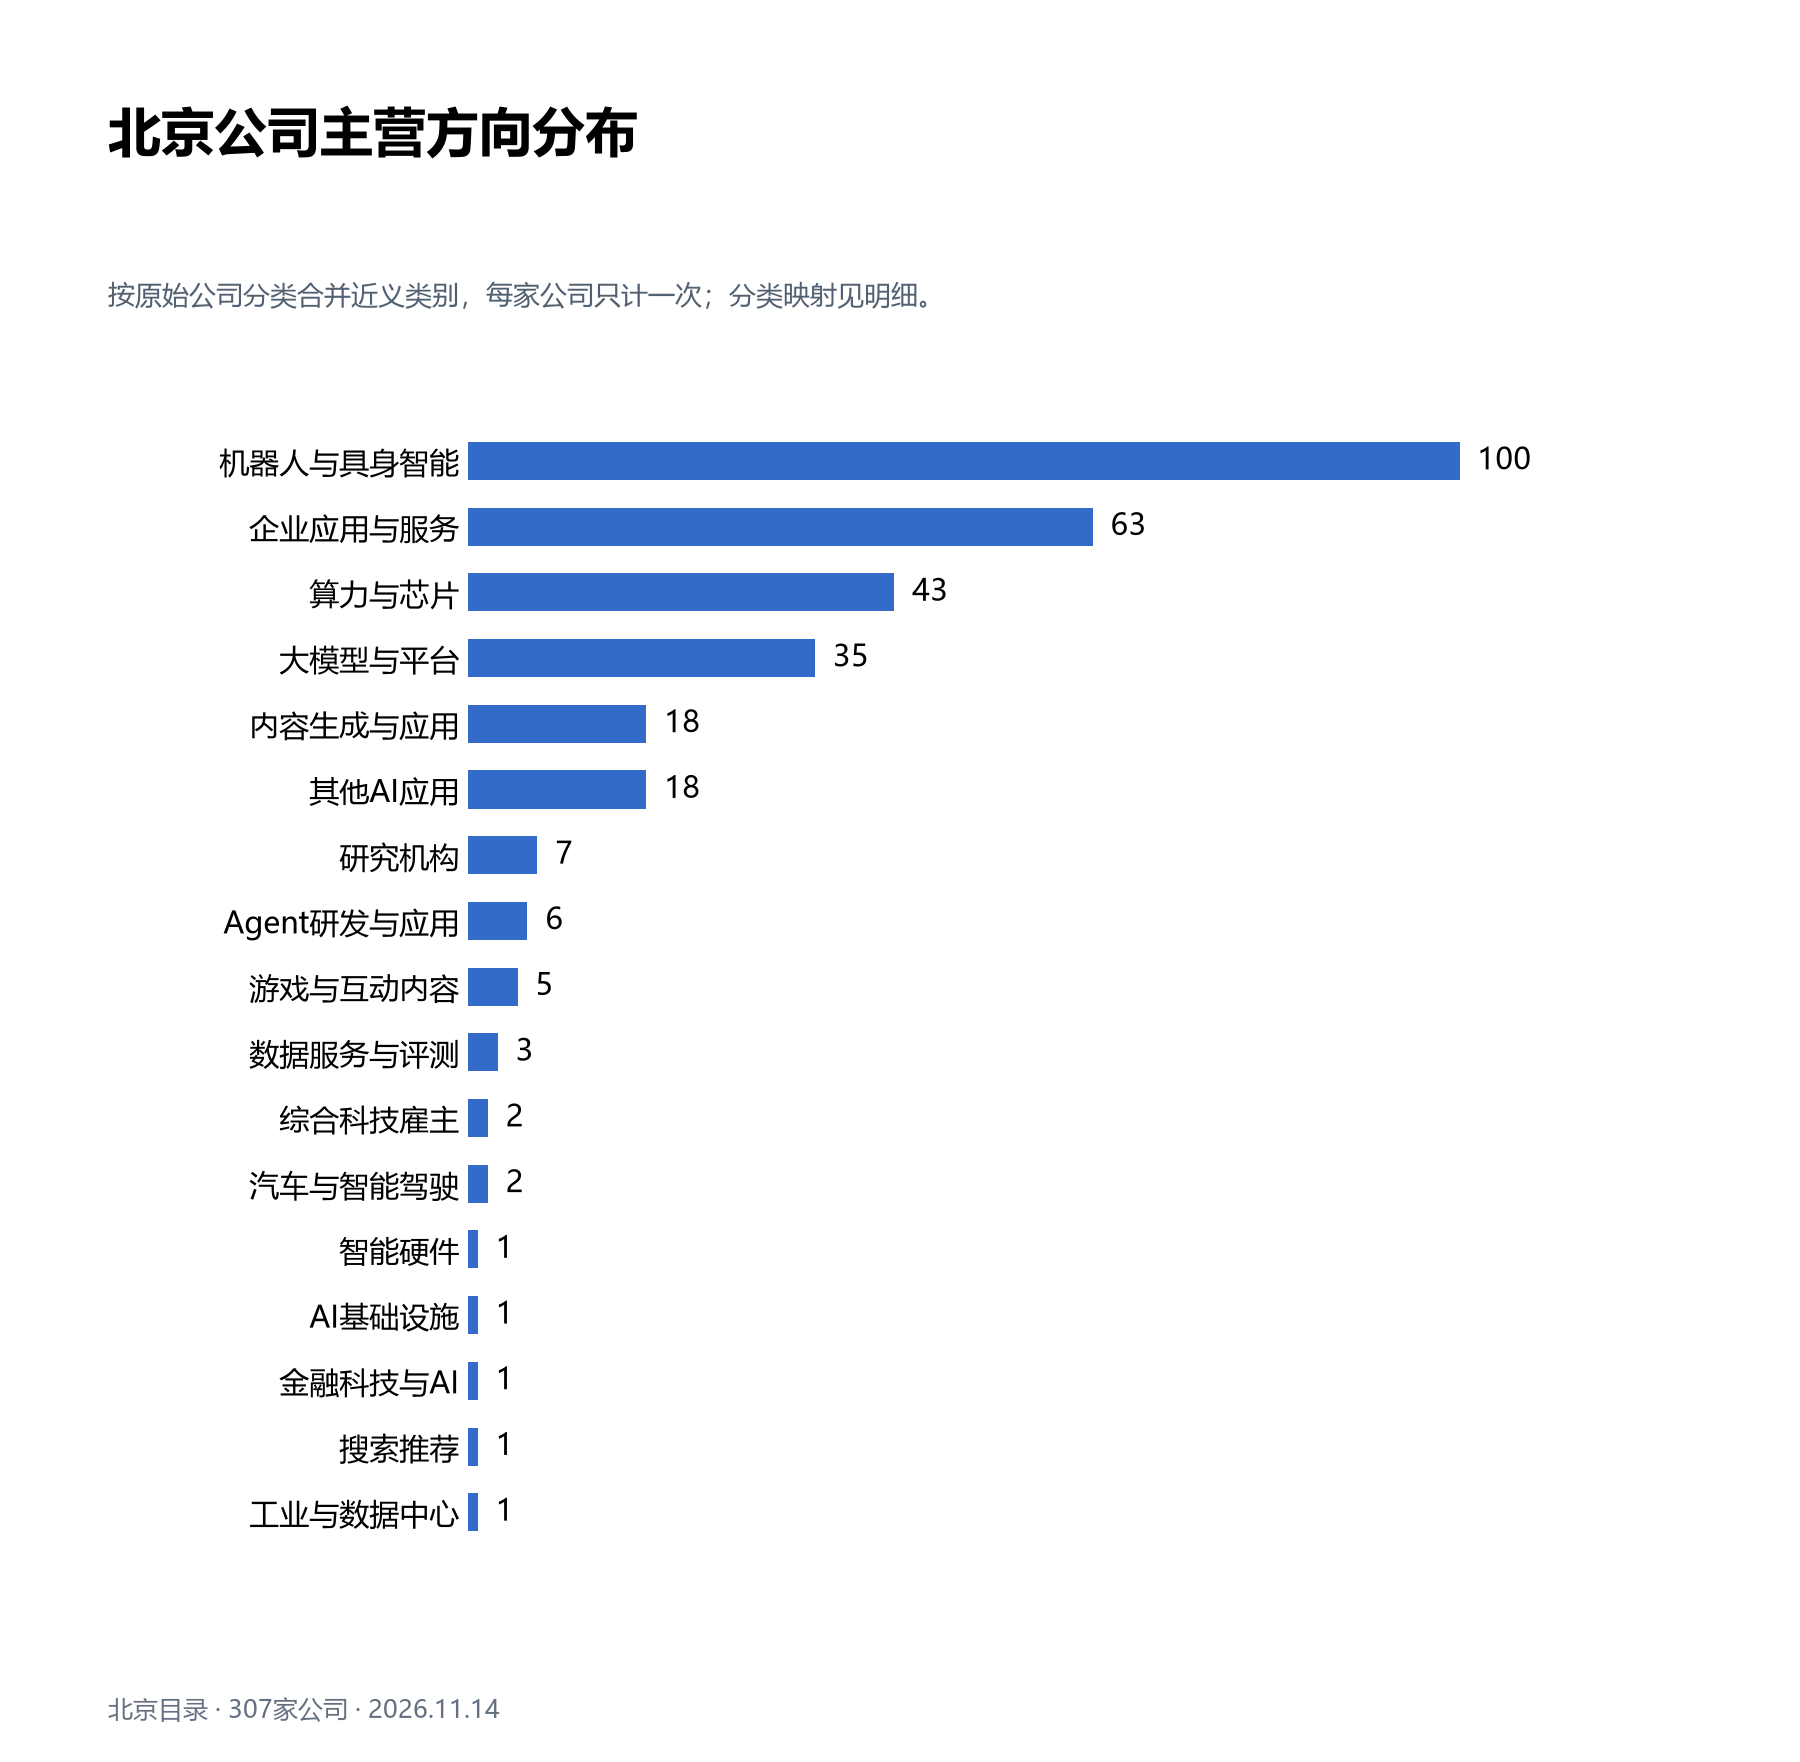 北京公司主营方向分布
按原始公司分类合并近义类别，每家公司只计一次；分类映射见明细。
机器人与具身智能 100
企业应用与服务 63
算力与芯片 43
大模型与平台 35
内容生成与应用 18
其他AI应用 18
研究机构 7
Agent研发与应用 6
游戏与互动内容 5
数据服务与评测 3
综合科技雇主 2
汽车与智能驾驶 2
智能硬件 1
AI基础设施 1
金融科技与AI 1
搜索推荐 1
工业与数据中心 1
北京目录 · 307家公司 · 2026.11.14